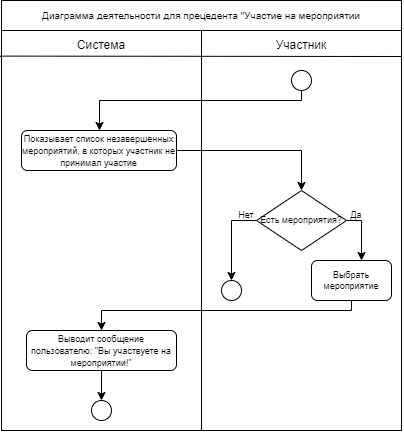 Диаграмма деятельности для прецедента "Участие на мероприятии
Система
Участник
Показывает список незавершенных
мероприятий, в которых участник не
принимал участие
Нет
Есть мероприятия?
Да
Выбрать
мероприятие
Выводит сообщение
пользователю: "Вы участвуете на
мероприятии!"